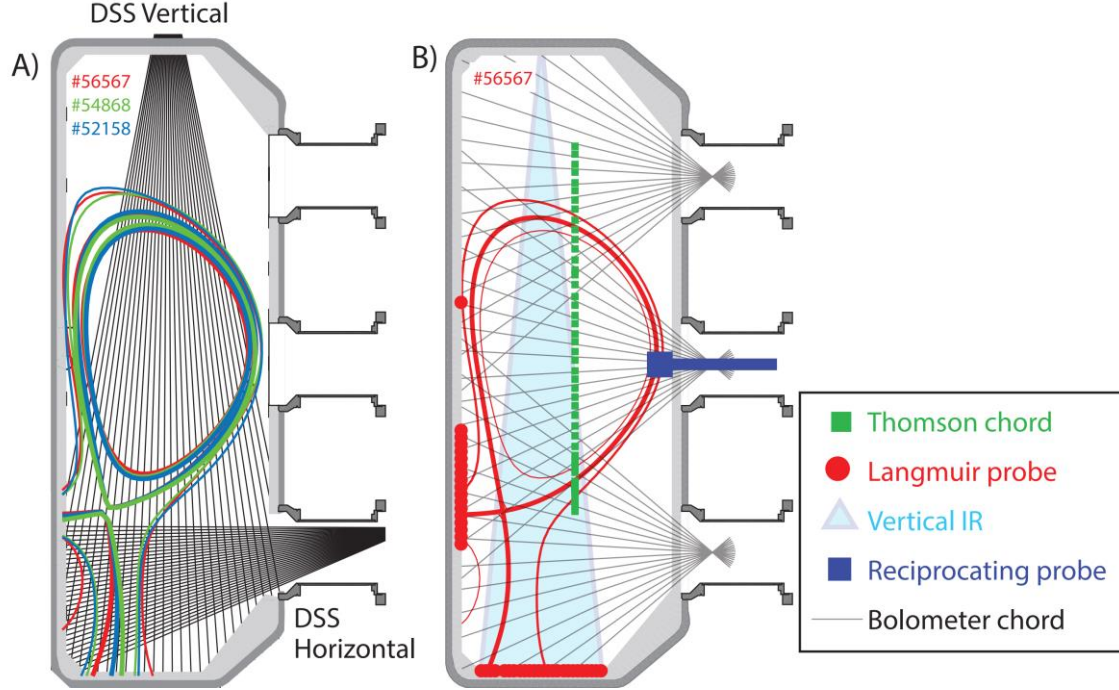 DSS Vertical
A)
#56567
#54868
#52158
DSS
Horizontal
B)
#56567
Thomson chord
Langmuir probe
Vertical IR
Reciprocating probe
Bolometer chord